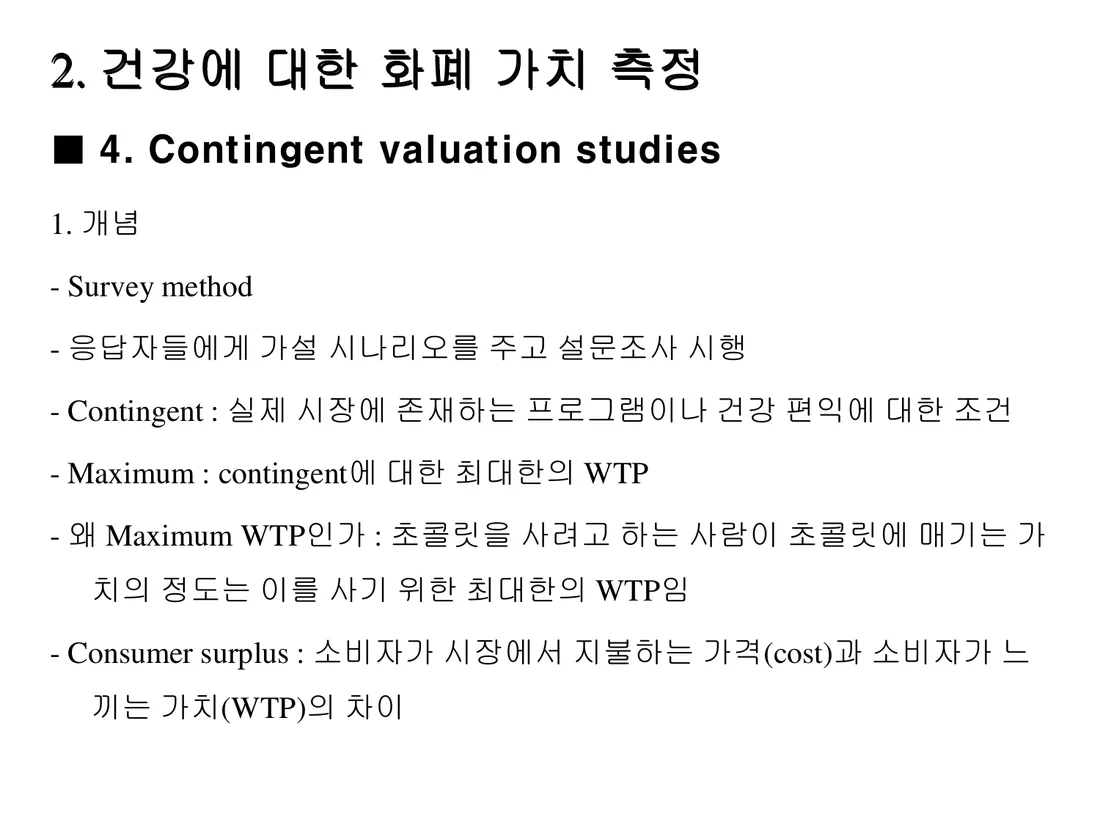 2. 건강에 대한 화폐 가치 측정
■ 4. Contingent valuation studies
1. 개념
- Survey method
- 응답자들에게 가설 시나리오를 주고 설문조사 시행
- Contingent : 실제 시장에 존재하는 프로그램이나 건강 편익에 대한 조건
- Maximum : contingent에 대한 최대한의 WTP
- 왜 Maximum WTP인가 : 초콜릿을 사려고 하는 사람이 초콜릿에 매기는 가
치의 정도는 이를 사기 위한 최대한의 WTP임
- Consumer surplus : 소비자가 시장에서 지불하는 가격(cost)과 소비자가 느
끼는 가치(WTP)의 차이